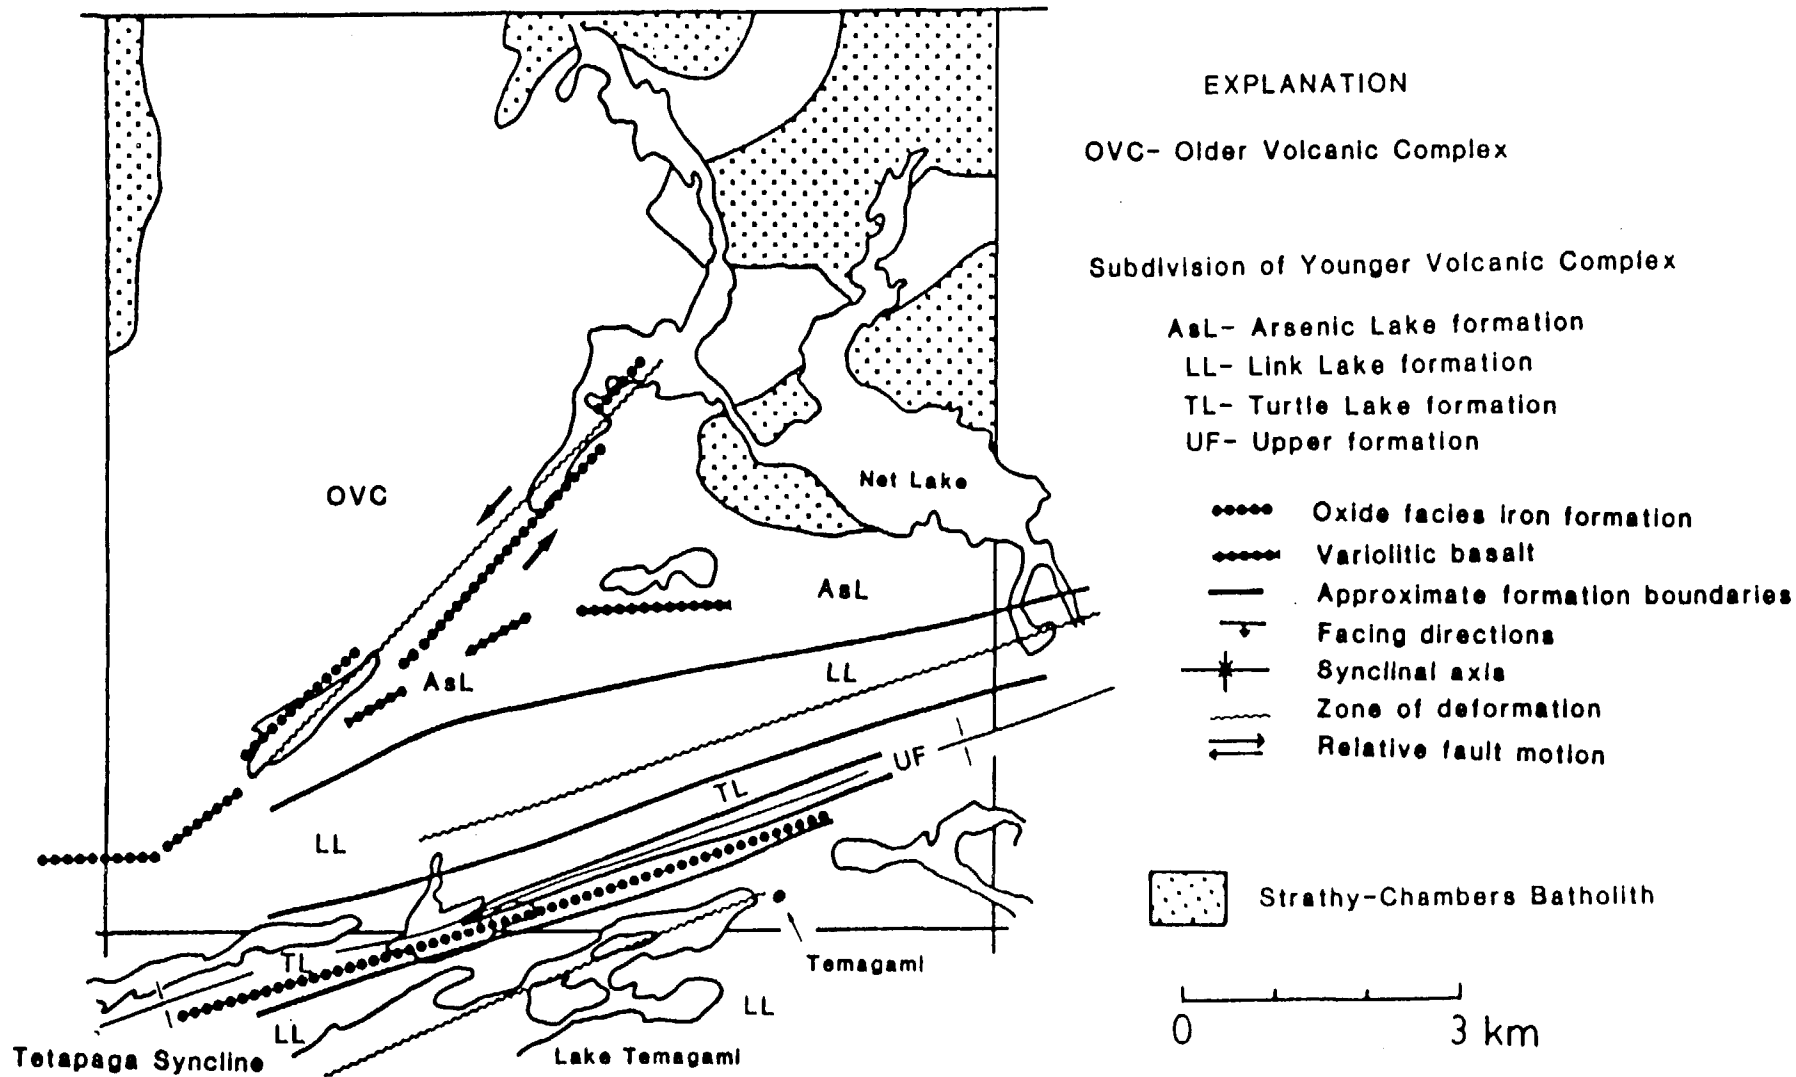 EXPLANATION
OVC- Older Volcanic Complex
Subdivision of Younger Volcanic Complex
AsL- Arsenic Lake formation
LL- Link Lake formation
TL- Turtle Lake formation
UF- Upper formation
Oxide facies iron formation
Variolitic basalt
Approximate formation boundaries
Facing directions
Synclinal axis
Zone of deformation
Relative fault motion
Strathy-Chambers Batholith
0 3 km
Net Lake
OVC
AsL
AsL
LL
UF
TL
LL
TL
Temagami
LL
LL
Tetapaga Syncline
Lake Temagami